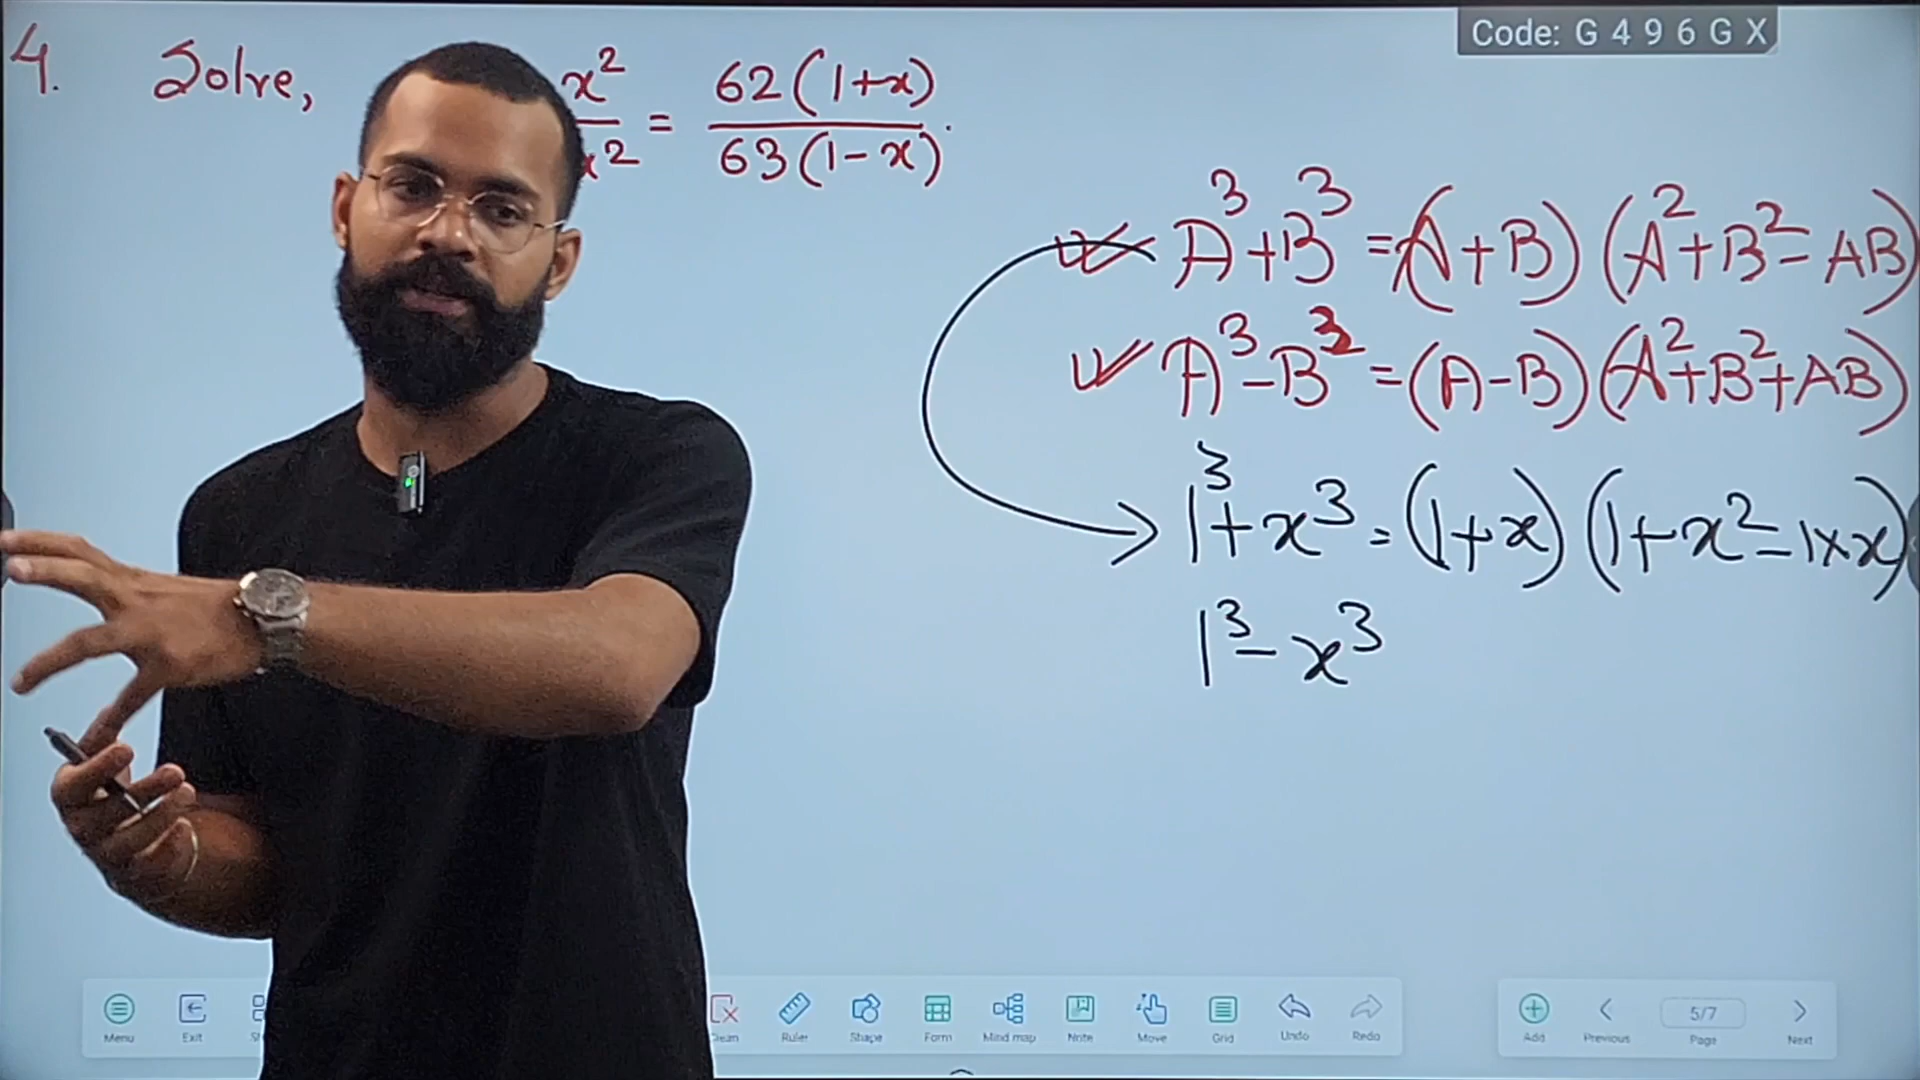 Code: G 4 9 6 G X
4. Solve, x² / x² = 62(1+x) / 63(1-x).
A³+B³ = (A+B)(A²+B²-AB)
A³-B³ = (A-B)(A²+B²+AB)
1³+x³ = (1+x)(1+x²-1×x)
1³-x³
Menu Exit Clean Ruler Shape Form Mind map Note Move Grid Undo Redo Add Previous 5/7 Page Next